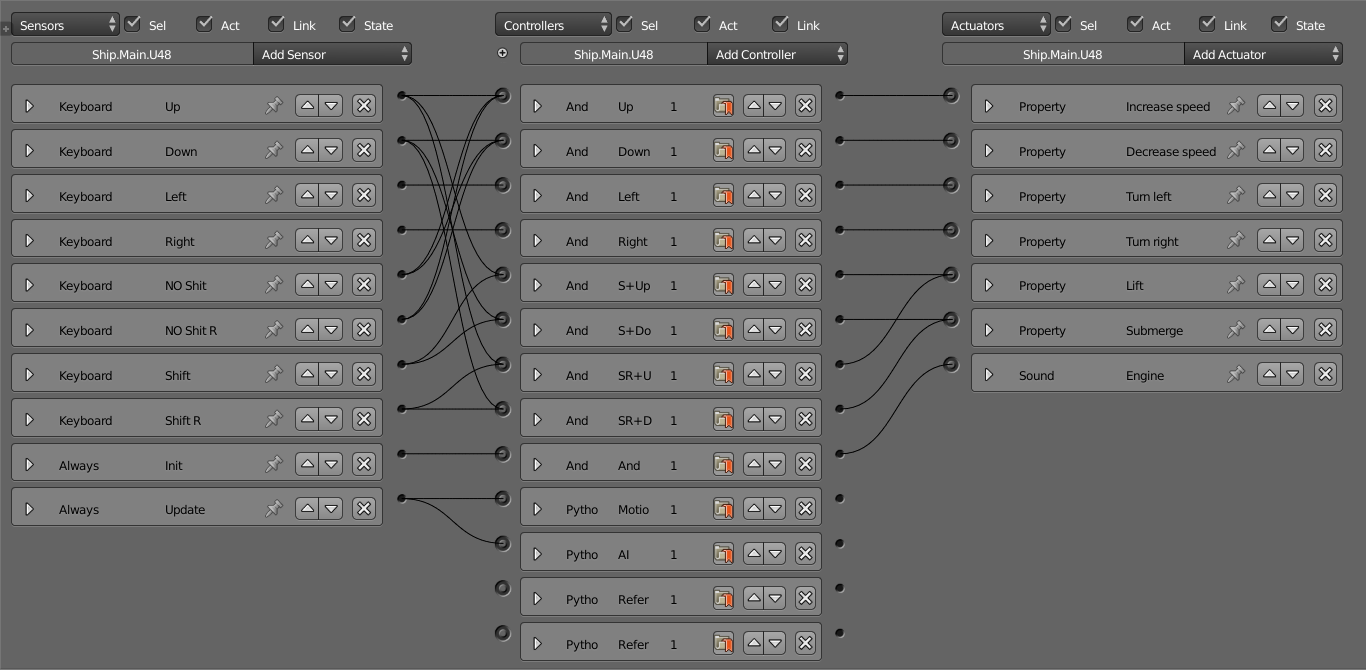 Sensors Sel Act Link State Controllers Sel Act Link Actuators Sel Act Link State
Ship.Main.U48 Add Sensor Ship.Main.U48 Add Controller Ship.Main.U48 Add Actuator
Keyboard Up And Up 1 Property Increase speed
Keyboard Down And Down 1 Property Decrease speed
Keyboard Left And Left 1 Property Turn left
Keyboard Right And Right 1 Property Turn right
Keyboard NO Shit And S+Up 1 Property Lift
Keyboard NO Shit R And S+Do 1 Property Submerge
Keyboard Shift And SR+U 1 Sound Engine
Keyboard Shift R And SR+D 1
Always Init And And 1
Always Update Pytho Motio 1
Pytho AI 1
Pytho Refer 1
Pytho Refer 1